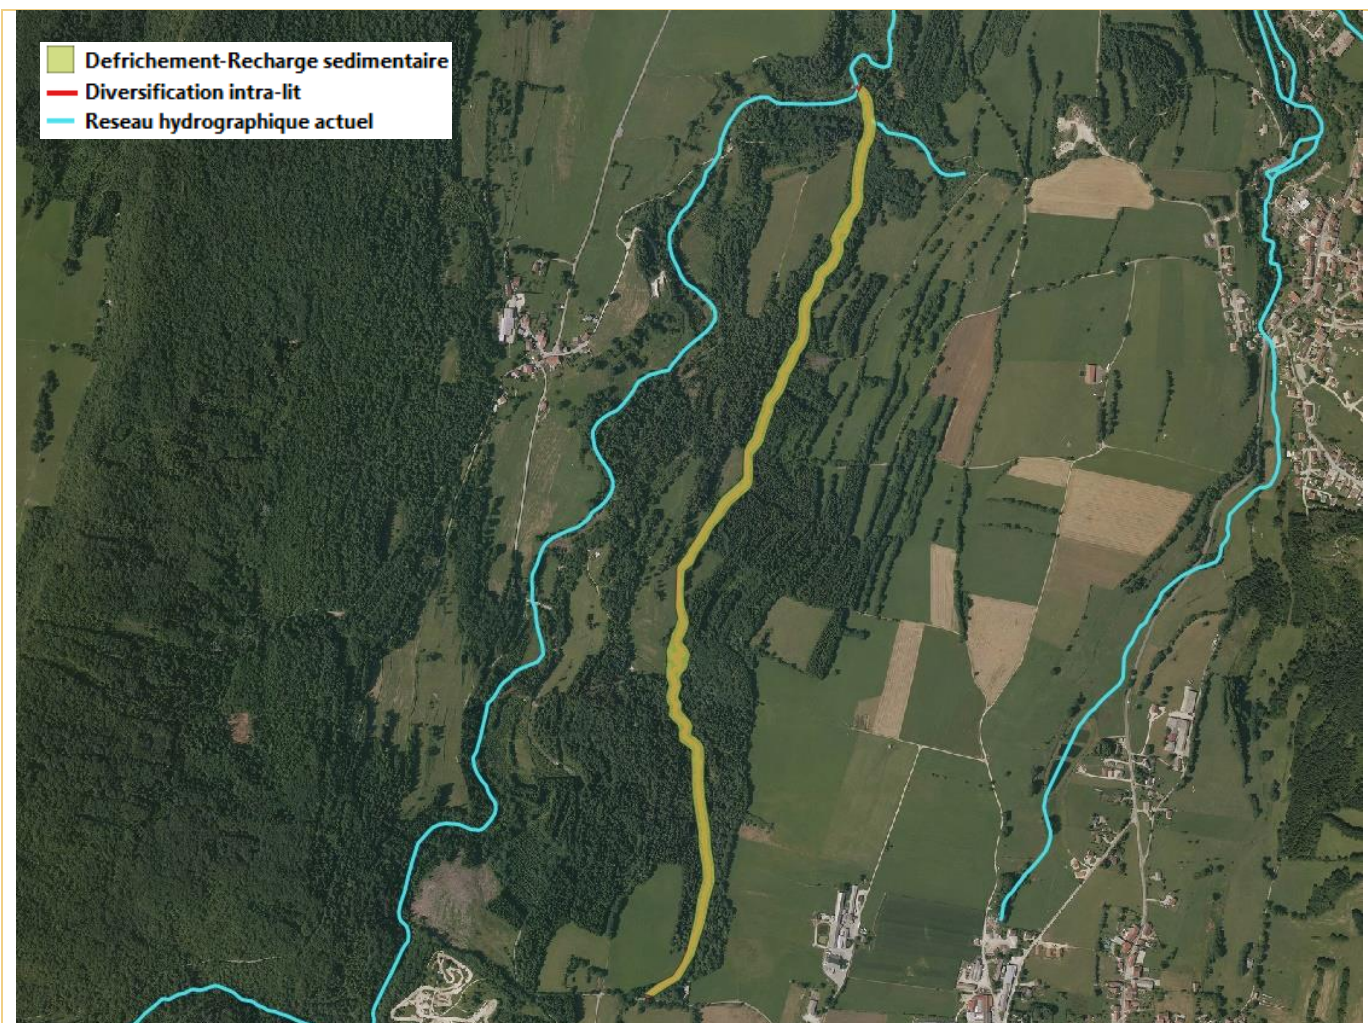 Defrichement-Recharge sedimentaire
Diversification intra-lit
Reseau hydrographique actuel